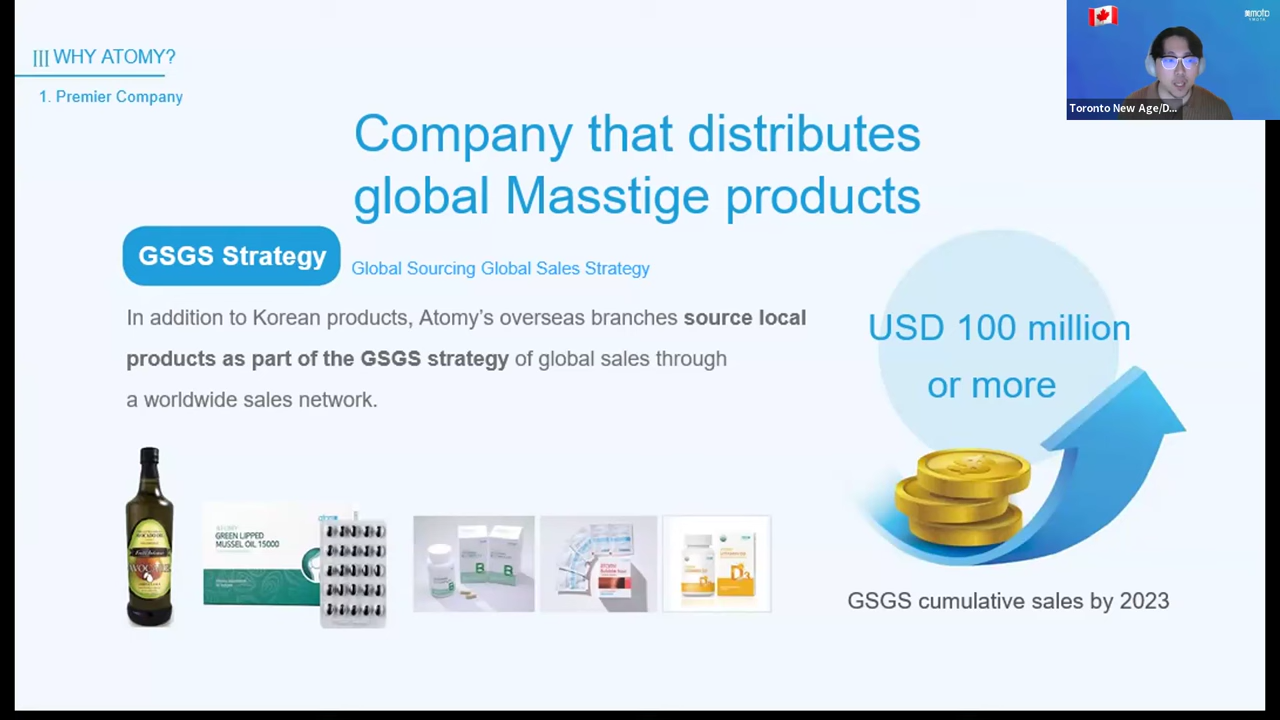 WHY ATOMY?
1. Premier Company
Company that distributes
global Masstige products
GSGS Strategy
Global Sourcing Global Sales Strategy
In addition to Korean products, Atomy's overseas branches source local
products as part of the GSGS strategy of global sales through
a worldwide sales network.
USD 100 million
or more
GSGS cumulative sales by 2023
GREEN LIPPED
MUSSEL OIL 15000
B
D3
Toronto New Age/D...